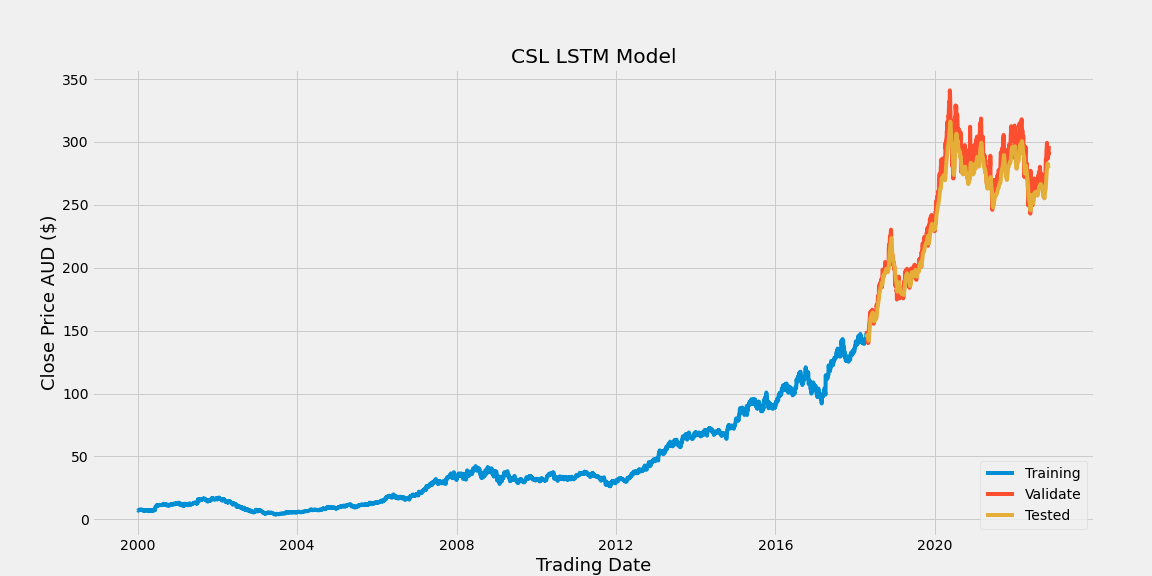 CSL LSTM Model
Close Price AUD ($)
350
300
250
200
150
100
50
0
2000 2004 2008 2012 2016 2020
Trading Date
Training
Validate
Tested